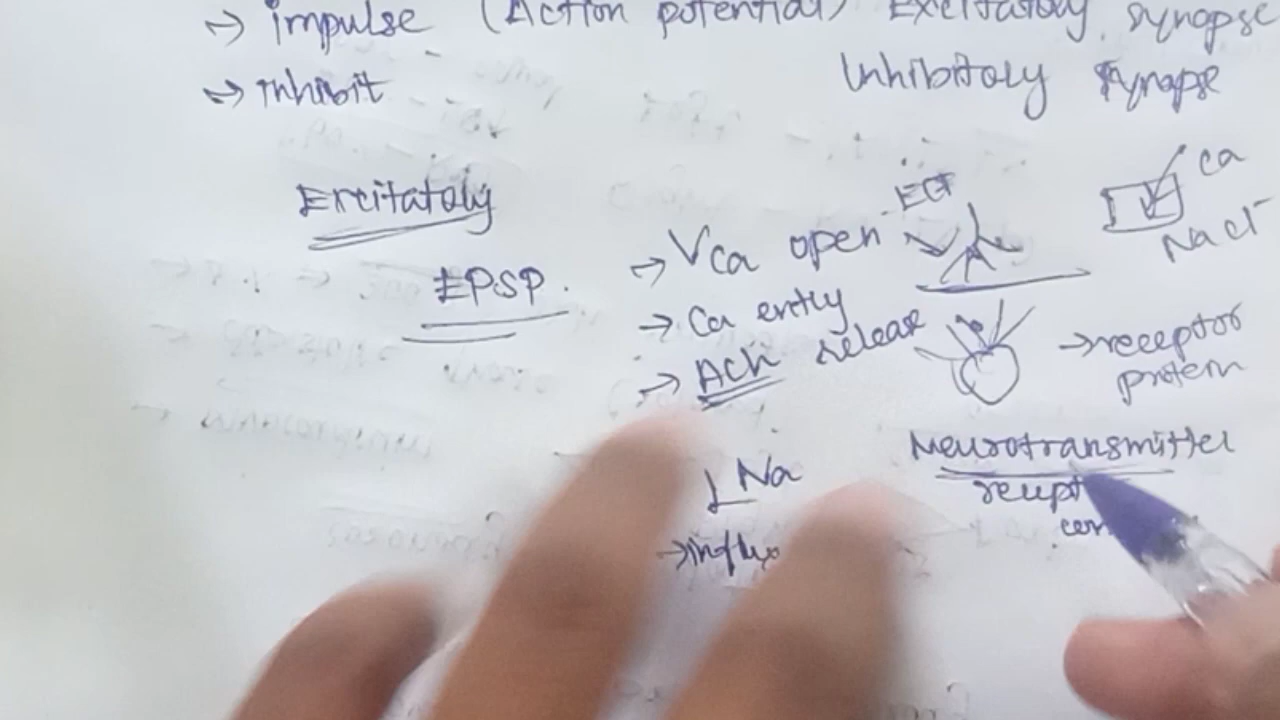 → impulse (Action potential) Excitatory synapse
→ inhibit Inhibitory synapse
Excitatory
EPSP.
→ VCa open
→ Ca entry
→ ACh release
Na
→ influx
ECF
Ca
NaCl-
→ receptor
protein
Neurotransmitter